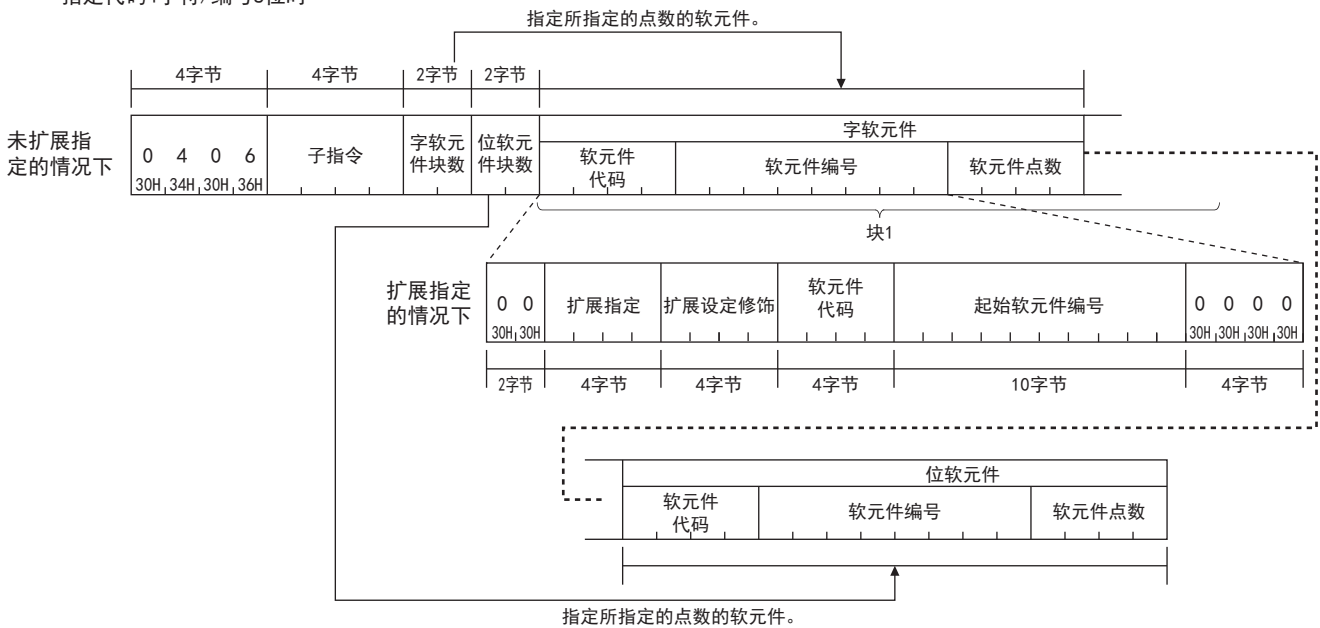 指定所指定的点数的软元件。
4字节 4字节 2字节 2字节
未扩展指
定的情况下
0 4 0 6
30H 34H 30H 36H
子指令
字软元
件块数
位软元
件块数
字软元件
软元件
代码
软元件编号
软元件点数
块1
扩展指定
的情况下
0 0
30H 30H
扩展指定
扩展设定修饰
软元件
代码
起始软元件编号
0 0 0 0
30H 30H 30H 30H
2字节 4字节 4字节 4字节 10字节 4字节
位软元件
软元件
代码
软元件编号
软元件点数
指定所指定的点数的软元件。